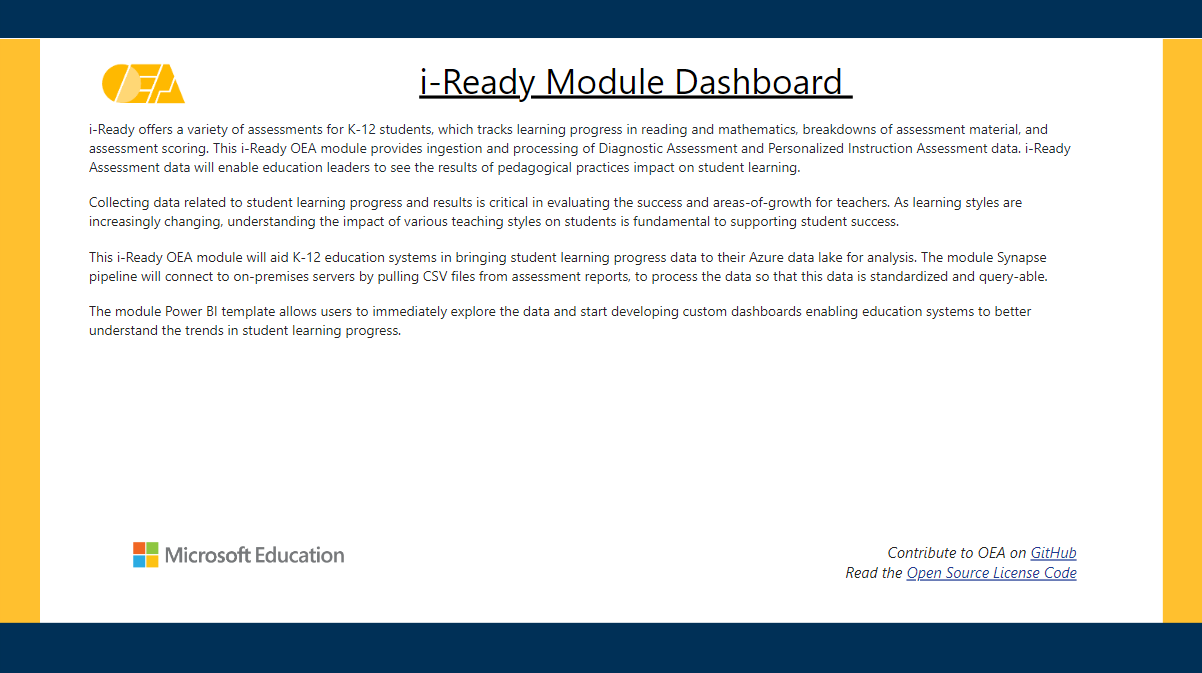 OEA
i-Ready Module Dashboard
i-Ready offers a variety of assessments for K-12 students, which tracks learning progress in reading and mathematics, breakdowns of assessment material, and
assessment scoring. This i-Ready OEA module provides ingestion and processing of Diagnostic Assessment and Personalized Instruction Assessment data. i-Ready
Assessment data will enable education leaders to see the results of pedagogical practices impact on student learning.
Collecting data related to student learning progress and results is critical in evaluating the success and areas-of-growth for teachers. As learning styles are
increasingly changing, understanding the impact of various teaching styles on students is fundamental to supporting student success.
This i-Ready OEA module will aid K-12 education systems in bringing student learning progress data to their Azure data lake for analysis. The module Synapse
pipeline will connect to on-premises servers by pulling CSV files from assessment reports, to process the data so that this data is standardized and query-able.
The module Power BI template allows users to immediately explore the data and start developing custom dashboards enabling education systems to better
understand the trends in student learning progress.
Microsoft Education
Contribute to OEA on GitHub
Read the Open Source License Code